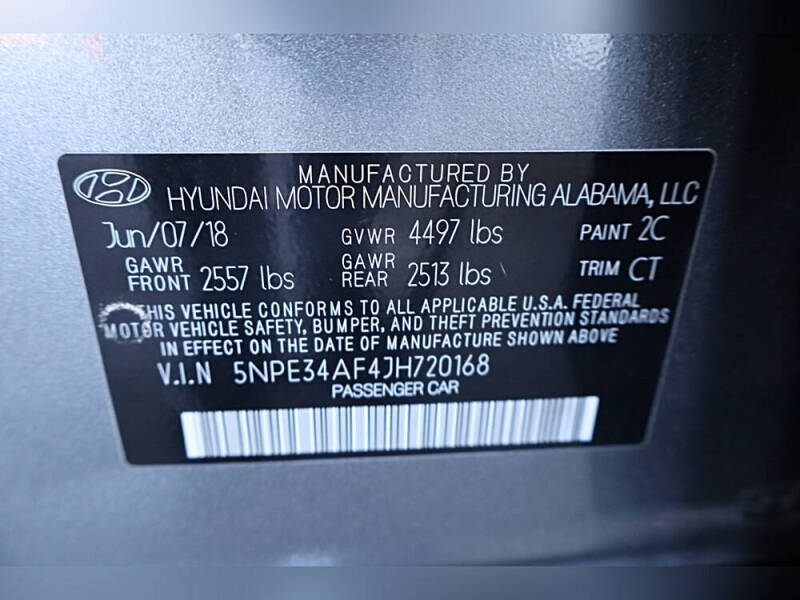 MANUFACTURED BY
HYUNDAI MOTOR MANUFACTURING ALABAMA, LLC
Jun/07/18 GVWR 4497 lbs PAINT 2C
GAWR FRONT 2557 lbs GAWR REAR 2513 lbs TRIM CT
THIS VEHICLE CONFORMS TO ALL APPLICABLE U.S.A. FEDERAL
MOTOR VEHICLE SAFETY, BUMPER, AND THEFT PREVENTION STANDARDS
IN EFFECT ON THE DATE OF MANUFACTURE SHOWN ABOVE
V.I.N 5NPE34AF4JH720168
PASSENGER CAR